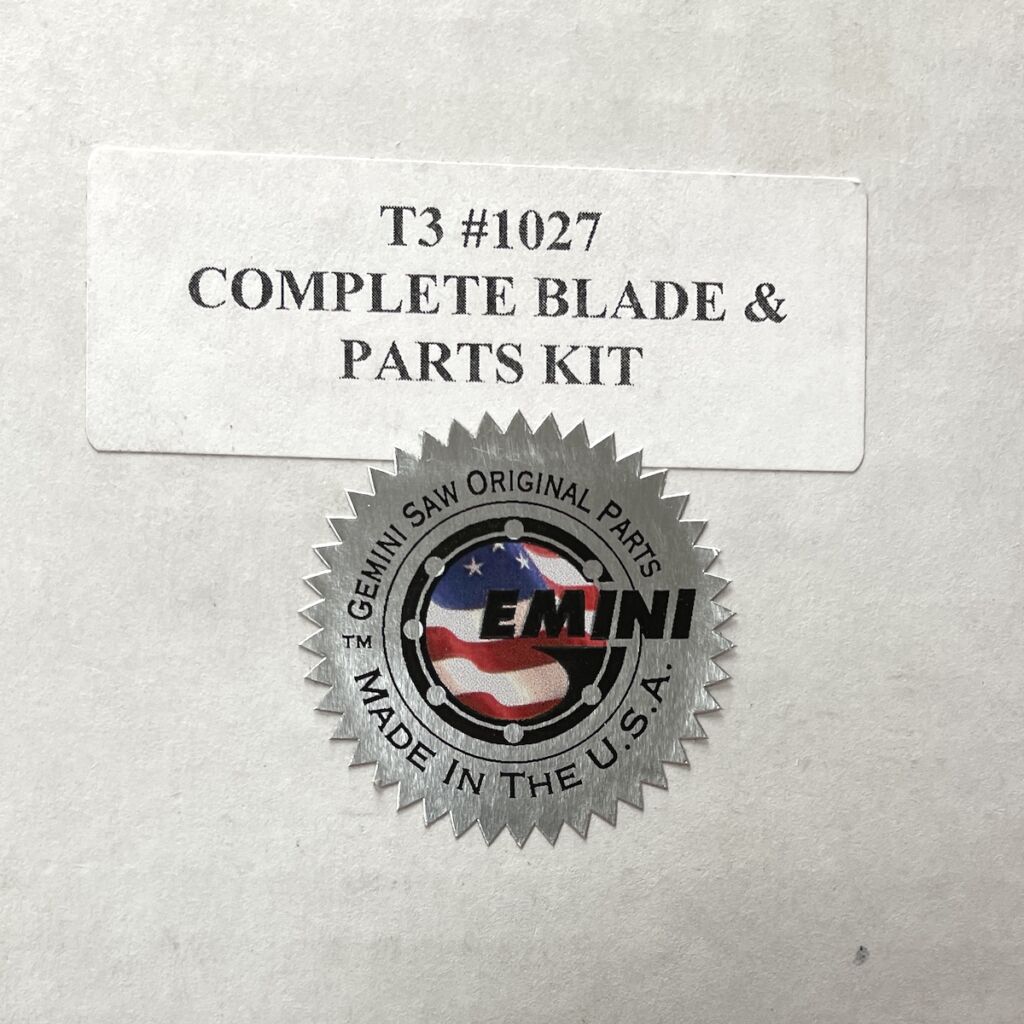 T3 #1027
COMPLETE BLADE &
PARTS KIT
GEMINI SAW ORIGINAL PARTS
EMINI
TM
MADE IN THE U.S.A.